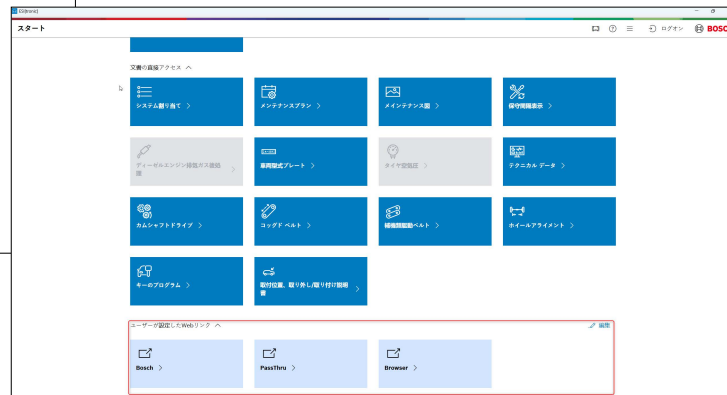 ESI[tronic]
スタート
ログオン
BOSC
文書の直接アクセス
システム割り当て
メンテナンスプラン
メインテナンス図
保守間隔表示
ディーゼルエンジン排気ガス後処
理
車両型式プレート
タイヤ空気圧
テクニカル データ
カムシャフトドライブ
コッグド ベルト
補機類駆動ベルト
ホイールアライメント
キーのプログラム
取付位置、取り外し/取り付け説明
書
ユーザーが設定したWebリンク
編集
Bosch
PassThru
Browser